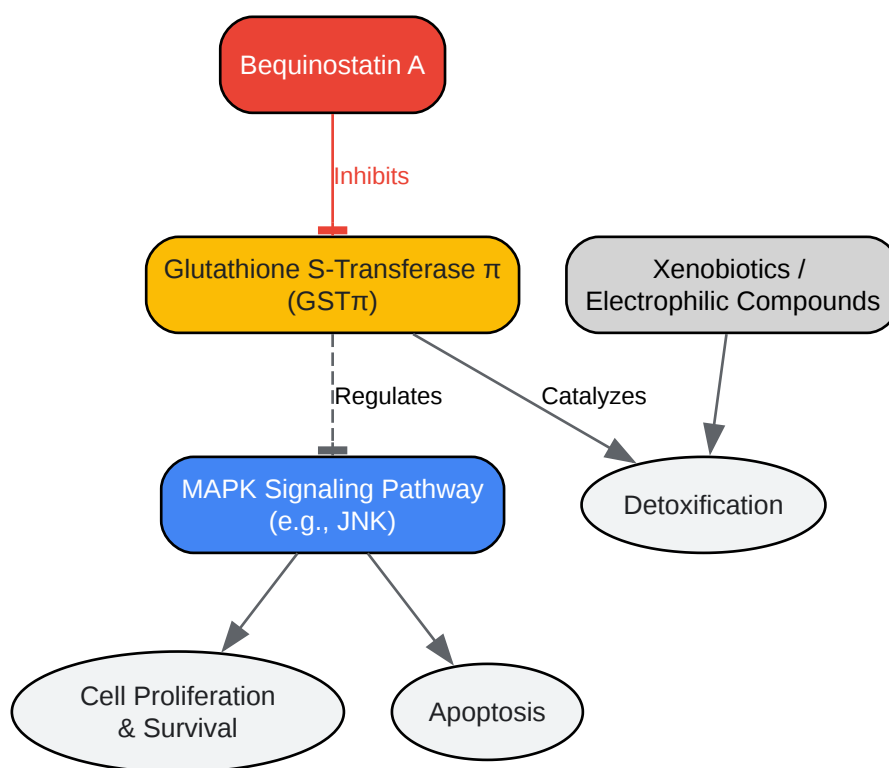 Bequinostatin A
Inhibits
Glutathione S-Transferase π
(GSTπ)
Xenobiotics /
Electrophilic Compounds
Regulates
Catalyzes
MAPK Signaling Pathway
(e.g., JNK)
Detoxification
Cell Proliferation
& Survival
Apoptosis